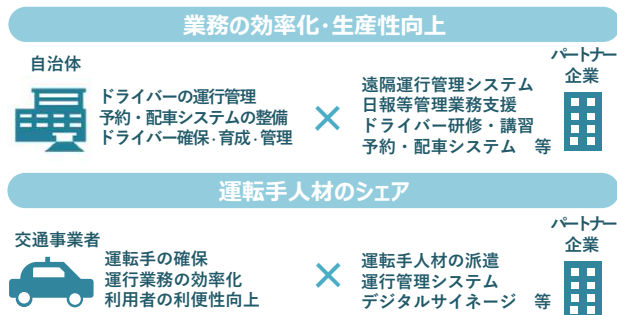 業務の効率化・生産性向上
自治体
ドライバーの運行管理
予約・配車システムの整備
ドライバー確保・育成・管理
×
パートナー
企業
遠隔運行管理システム
日報等管理業務支援
ドライバー研修・講習
予約・配車システム 等
運転手人材のシェア
交通事業者
運転手の確保
運行業務の効率化
利用者の利便性向上
×
パートナー
企業
運転手人材の派遣
運行管理システム
デジタルサイネージ 等